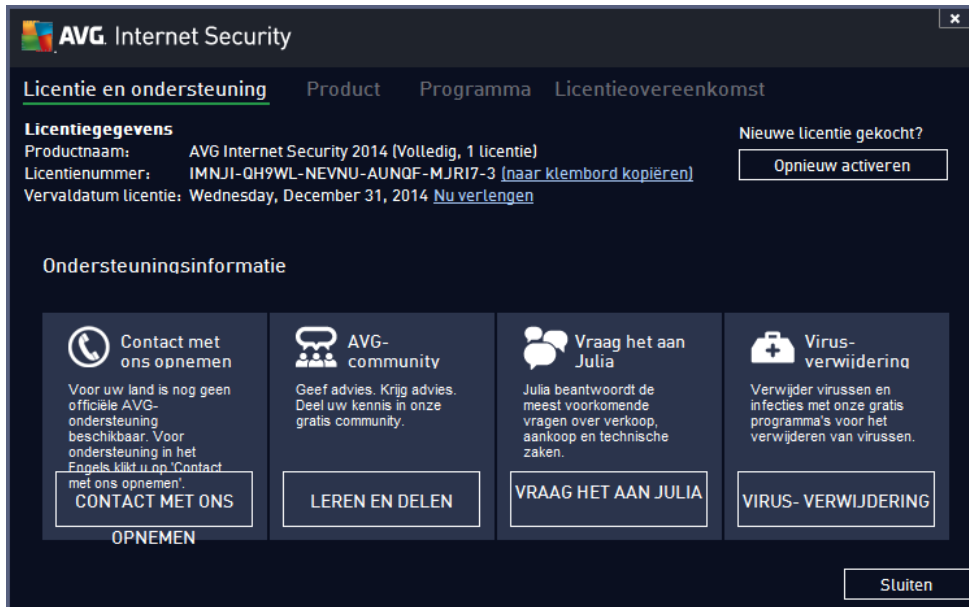 AVG. Internet Security
Licentie en ondersteuning Product Programma Licentieovereenkomst
Licentiegegevens
Productnaam: AVG Internet Security 2014 (Volledig, 1 licentie)
Licentienummer: IMNJI-QH9WL-NEVNU-AUNQF-MJRI7-3 (naar klembord kopiëren)
Vervaldatum licentie: Wednesday, December 31, 2014 Nu verlengen
Nieuwe licentie gekocht?
Opnieuw activeren
Ondersteuningsinformatie
Contact met
ons opnemen
Voor uw land is nog geen
officiële AVG-
ondersteuning
beschikbaar. Voor
ondersteuning in het
Engels klikt u op 'Contact
met ons opnemen'.
CONTACT MET ONS
OPNEMEN
AVG-
community
Geef advies. Krijg advies.
Deel uw kennis in onze
gratis community.
LEREN EN DELEN
Vraag het aan
Julia
Julia beantwoordt de
meest voorkomende
vragen over verkoop,
aankoop en technische
zaken.
VRAAG HET AAN JULIA
Virus-
verwijdering
Verwijder virussen en
infecties met onze gratis
programma's voor het
verwijderen van virussen.
VIRUS- VERWIJDERING
Sluiten